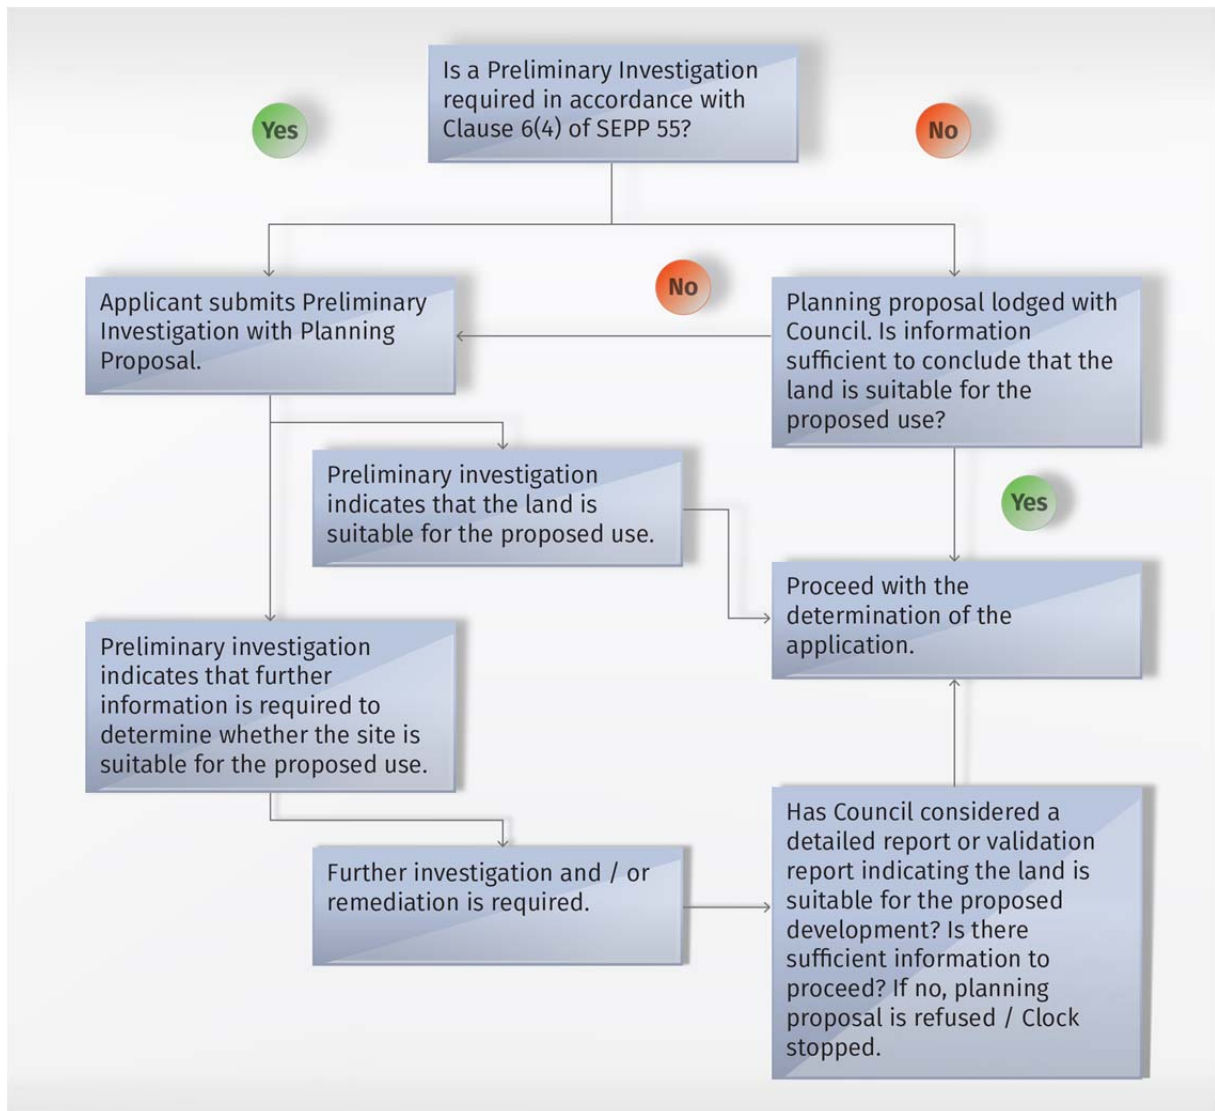 Is a Preliminary Investigation
required in accordance with
Clause 6(4) of SEPP 55?
Yes
No
Applicant submits Preliminary
Investigation with Planning
Proposal.
No
Planning proposal lodged with
Council. Is information
sufficient to conclude that the
land is suitable for the
proposed use?
Preliminary investigation
indicates that the land is
suitable for the proposed use.
Yes
Proceed with the
determination of the
application.
Preliminary investigation
indicates that further
information is required to
determine whether the site is
suitable for the proposed use.
Further investigation and / or
remediation is required.
Has Council considered a
detailed report or validation
report indicating the land is
suitable for the proposed
development? Is there
sufficient information to
proceed? If no, planning
proposal is refused / Clock
stopped.